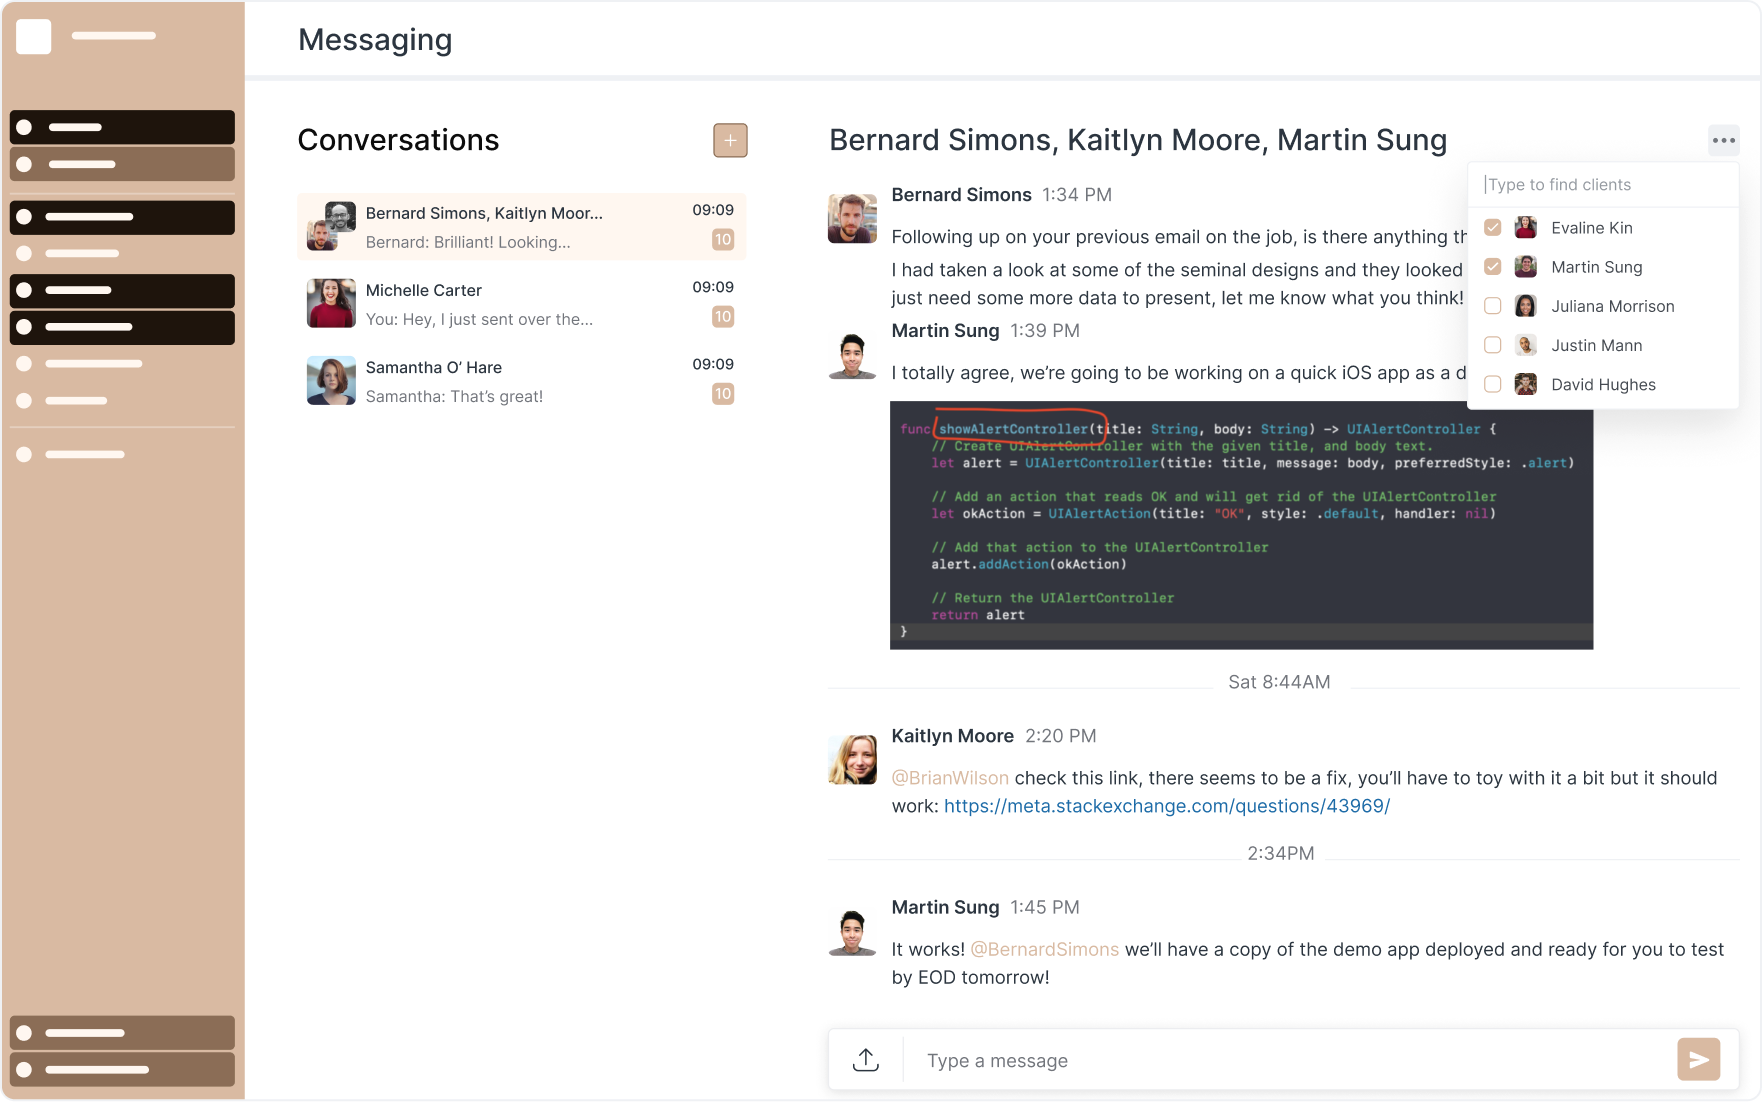 Messaging
Conversations
+
Bernard Simons, Kaitlyn Moor...
09:09
Bernard: Brilliant! Looking...
10
Michelle Carter
09:09
You: Hey, I just sent over the...
10
Samantha O’ Hare
09:09
Samantha: That’s great!
10
Bernard Simons, Kaitlyn Moore, Martin Sung
Type to find clients
Evaline Kin
Martin Sung
Juliana Morrison
Justin Mann
David Hughes
Bernard Simons 1:34 PM
Following up on your previous email on the job, is there anything
I had taken a look at some of the seminal designs and they looked
just need some more data to present, let me know what you think!
Martin Sung 1:39 PM
I totally agree, we’re going to be working on a quick iOS app as a
func showAlertController(title: String, body: String) -> UIAlertController {
// Create UIAlertController with the given title, and body text.
let alert = UIAlertController(title: title, message: body, preferredStyle: .alert)
// Add an action that reads OK and will get rid of the UIAlertController
let okAction = UIAlertAction(title: "OK", style: .default, handler: nil)
// Add that action to the UIAlertController
alert.addAction(okAction)
// Return the UIAlertController
return alert
}
Sat 8:44AM
Kaitlyn Moore 2:20 PM
@BrianWilson check this link, there seems to be a fix, you’ll have to toy with it a bit but it should
work: https://meta.stackexchange.com/questions/43969/
2:34PM
Martin Sung 1:45 PM
It works! @BernardSimons we’ll have a copy of the demo app deployed and ready for you to test
by EOD tomorrow!
Type a message